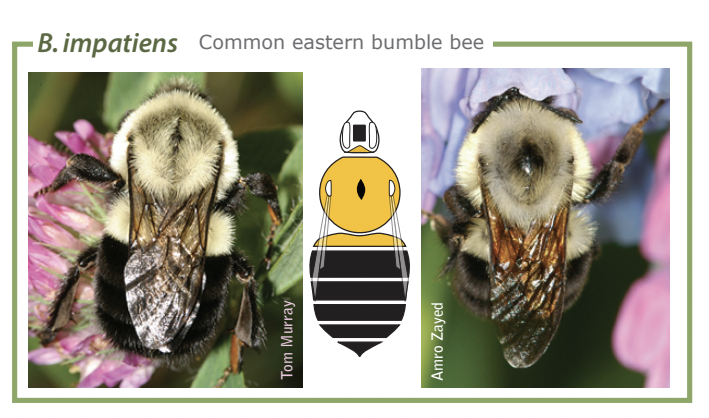 B. impatiens Common eastern bumble bee
Tom Murray
Amro Zayed